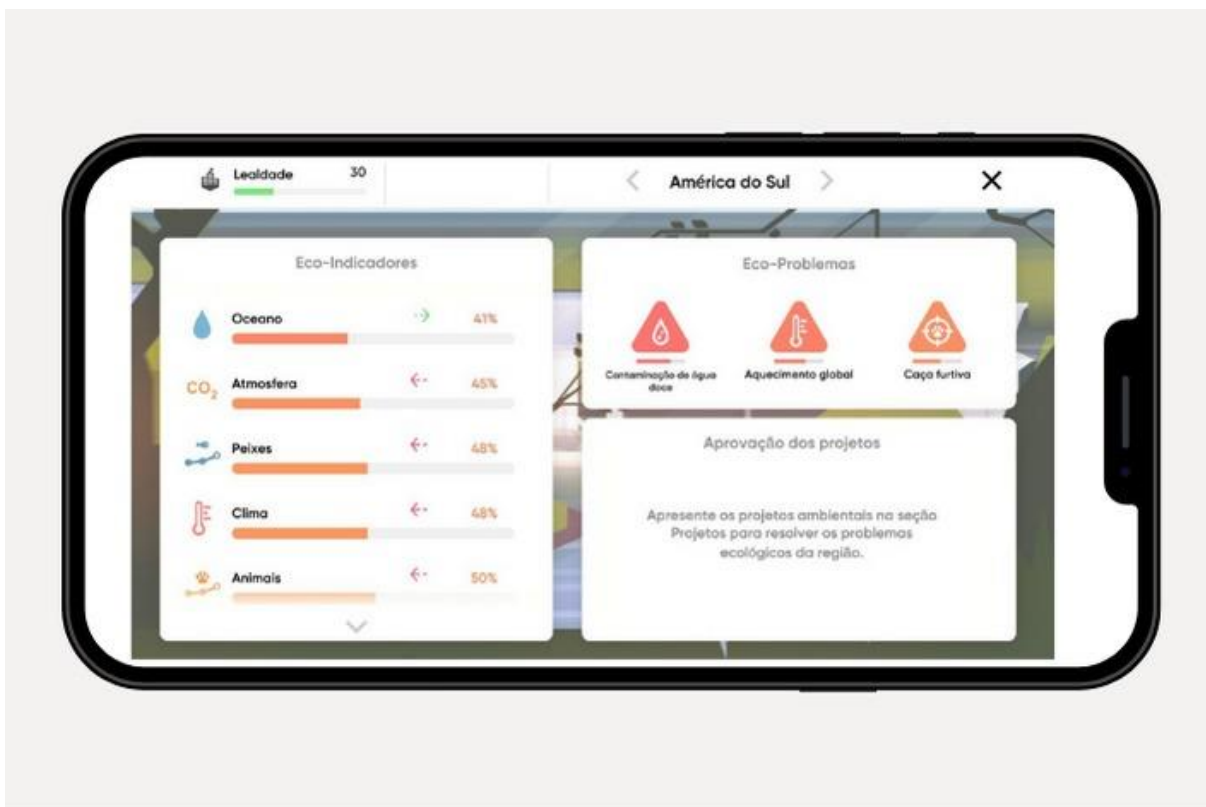 Lealdade 30
América do Sul
Eco-Indicadores
Oceano 41%
CO2 Atmosfera 45%
Peixes 48%
Clima 48%
Animais 50%
Eco-Problemas
Contaminação de água
doce
Aquecimento global
Caça furtiva
Aprovação dos projetos
Apresente os projetos ambientais na seção
Projetos para resolver os problemas
ecológicos da região.